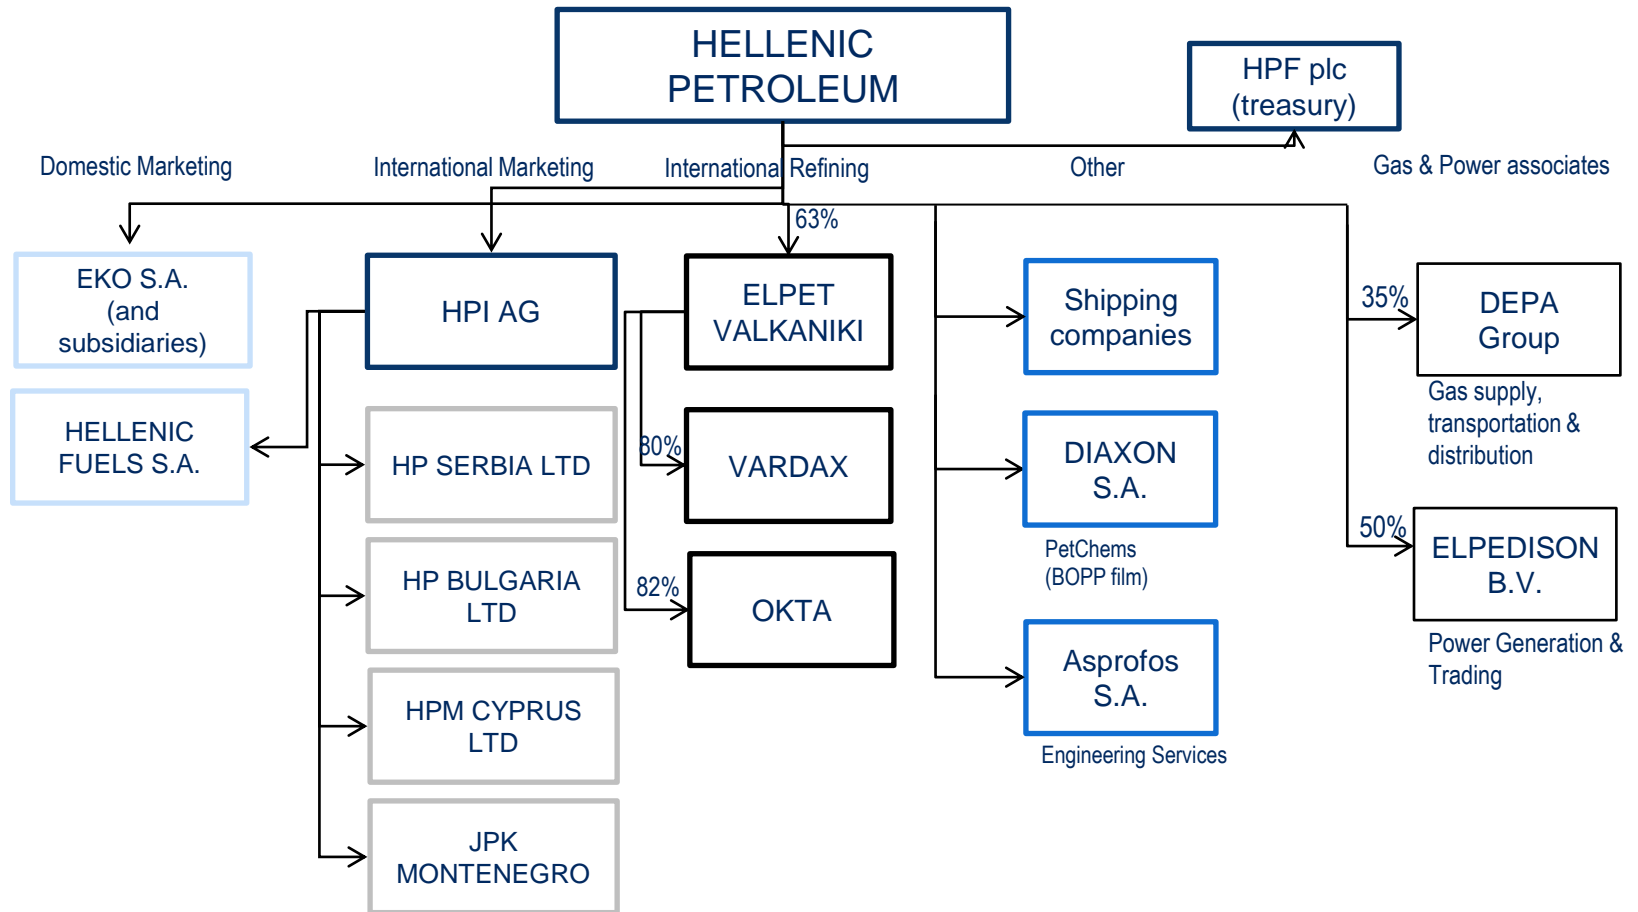 HELLENIC
PETROLEUM
HPF plc
(treasury)
Domestic Marketing
International Marketing
International Refining
Other
Gas & Power associates
63%
EKO S.A.
(and
subsidiaries)
HPI AG
ELPET
VALKANIKI
Shipping
companies
35%
DEPA
Group
Gas supply,
transportation &
distribution
HELLENIC
FUELS S.A.
HP SERBIA LTD
80%
VARDAX
DIAXON
S.A.
PetChems
(BOPP film)
50%
ELPEDISON
B.V.
Power Generation &
Trading
HP BULGARIA
LTD
82%
OKTA
Asprofos
S.A.
Engineering Services
HPM CYPRUS
LTD
JPK
MONTENEGRO